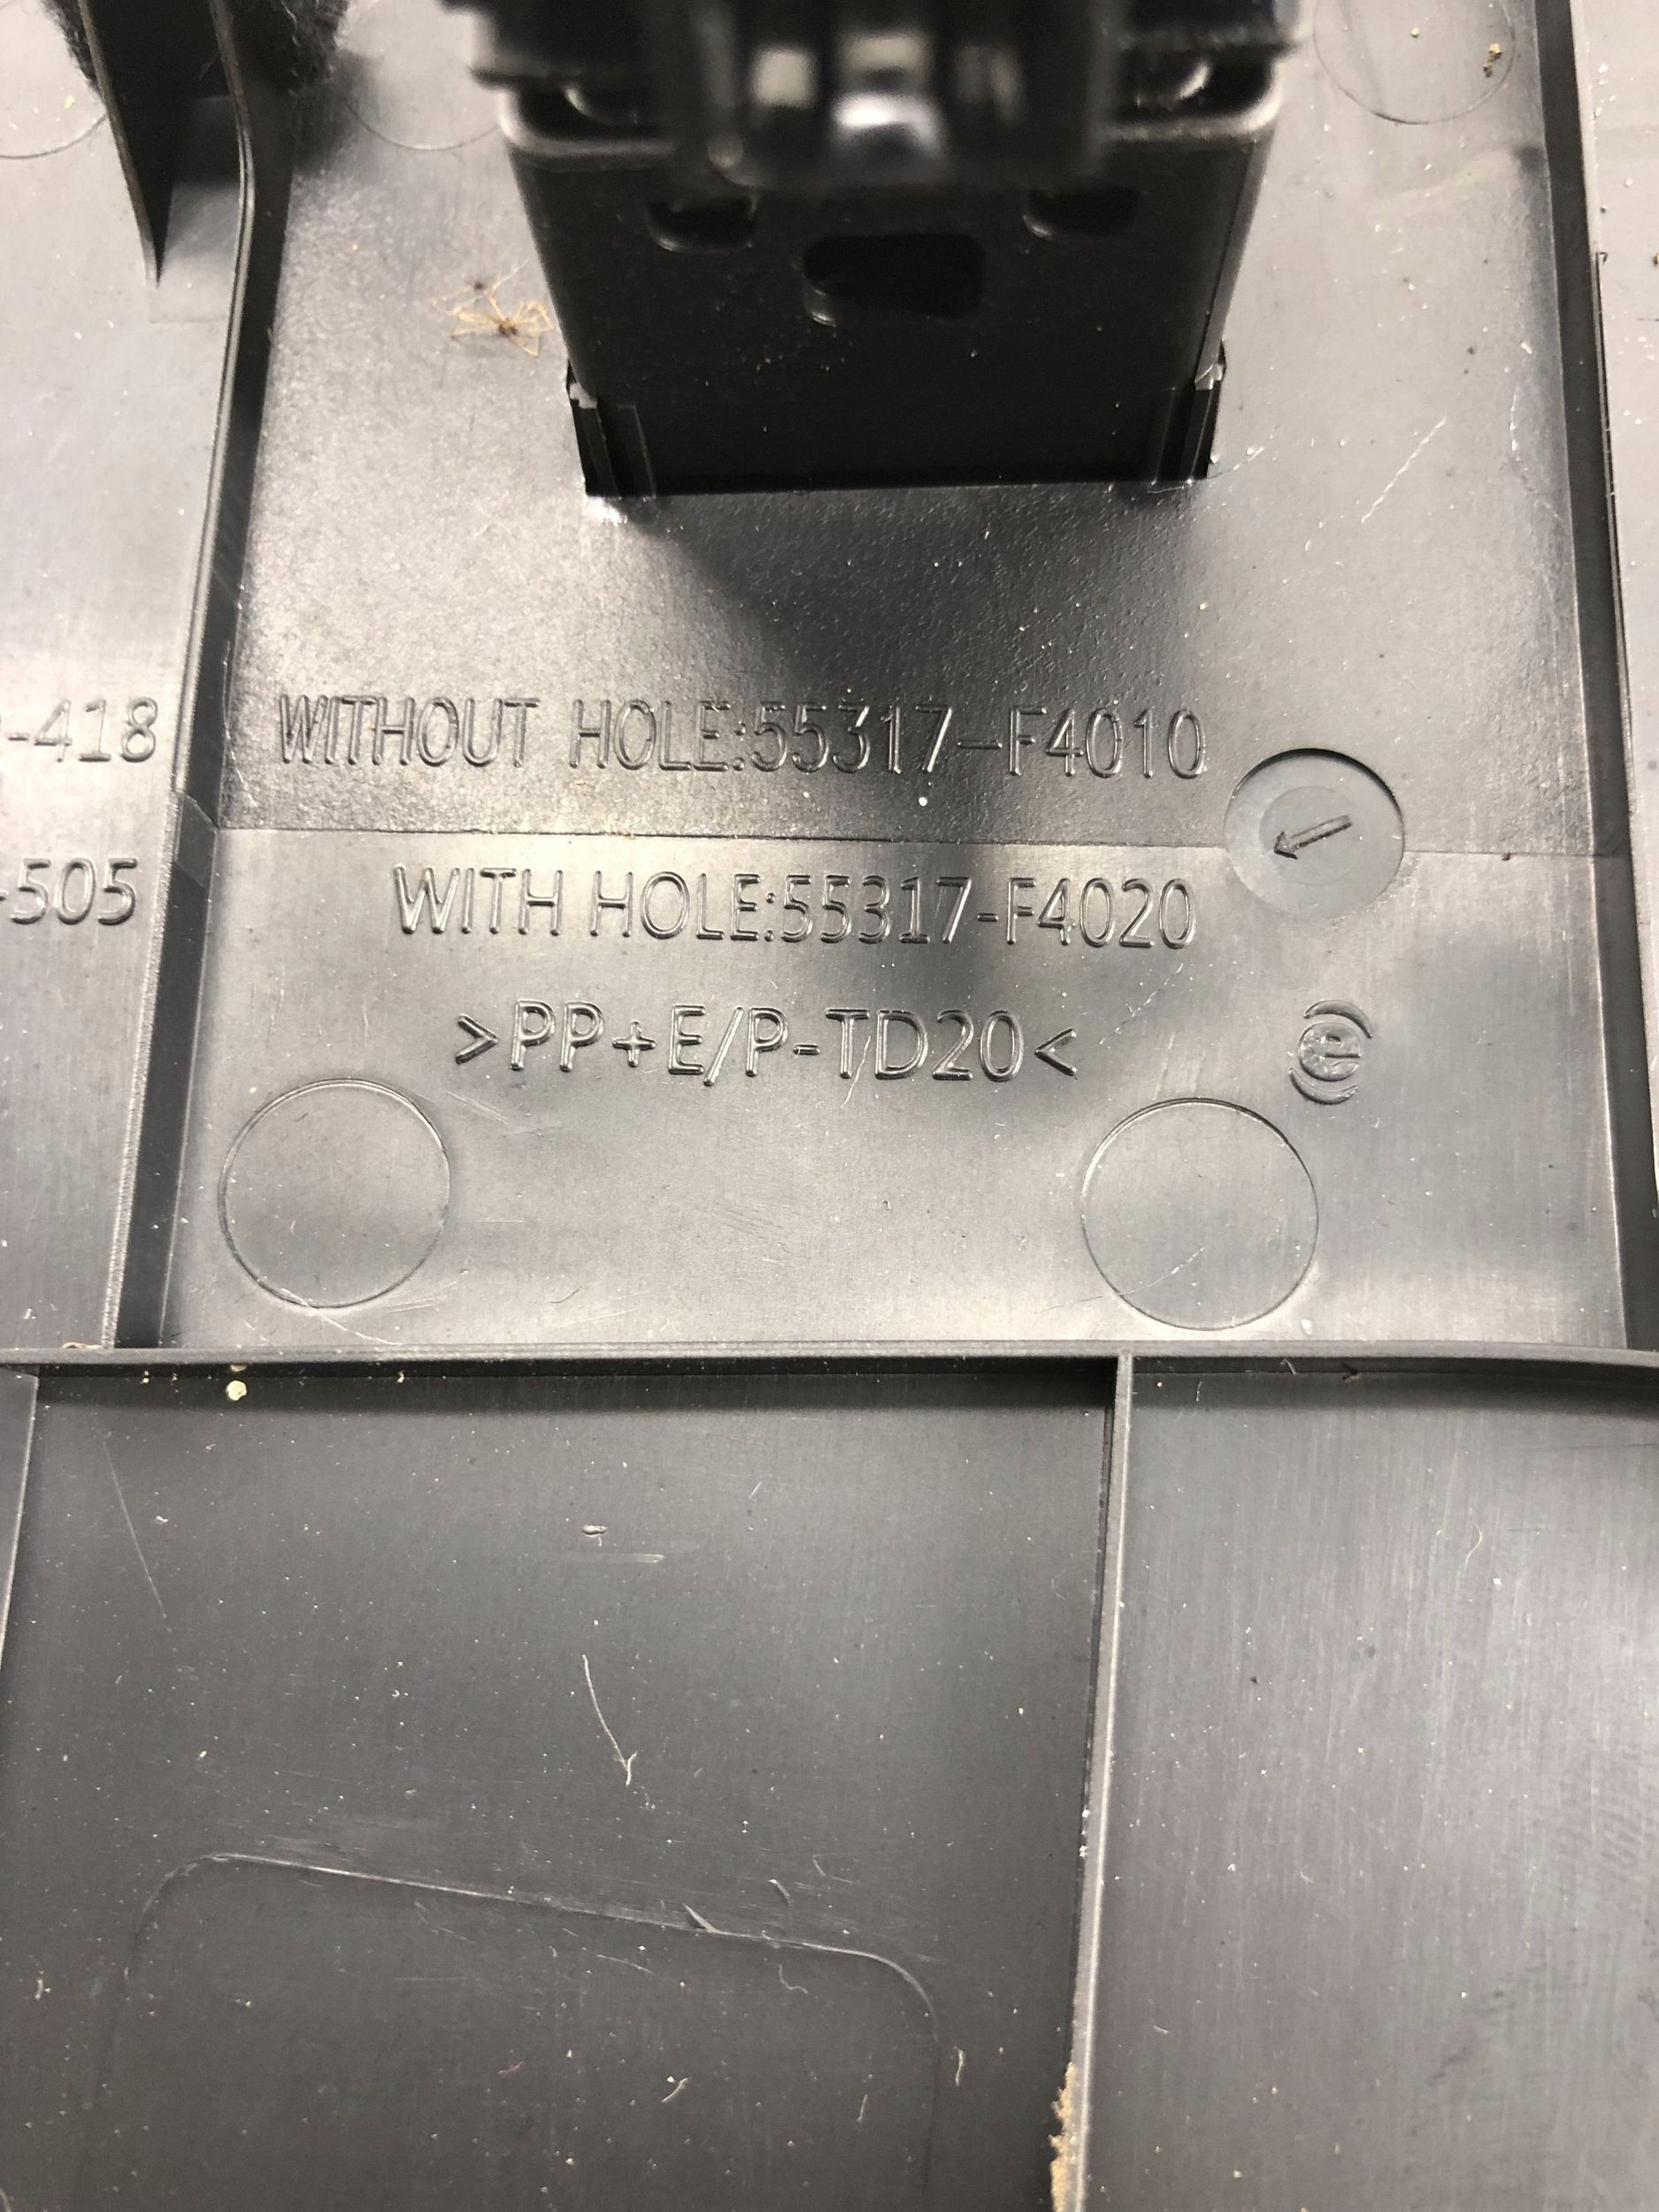 -418
WITHOUT HOLE:55317-F4010
-505
WITH HOLE:55317-F4020
>PP+E/P-TD20<